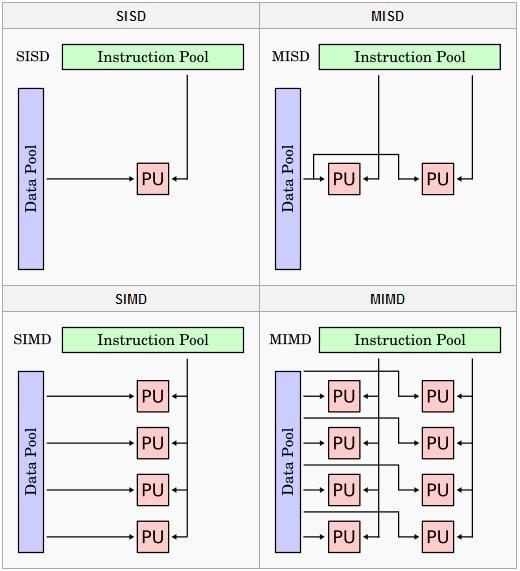 SISD
MISD
SISD
Instruction Pool
Data Pool
PU
MISD
Instruction Pool
Data Pool
PU
PU
SIMD
MIMD
SIMD
Instruction Pool
Data Pool
PU
PU
PU
PU
MIMD
Instruction Pool
Data Pool
PU
PU
PU
PU
PU
PU
PU
PU